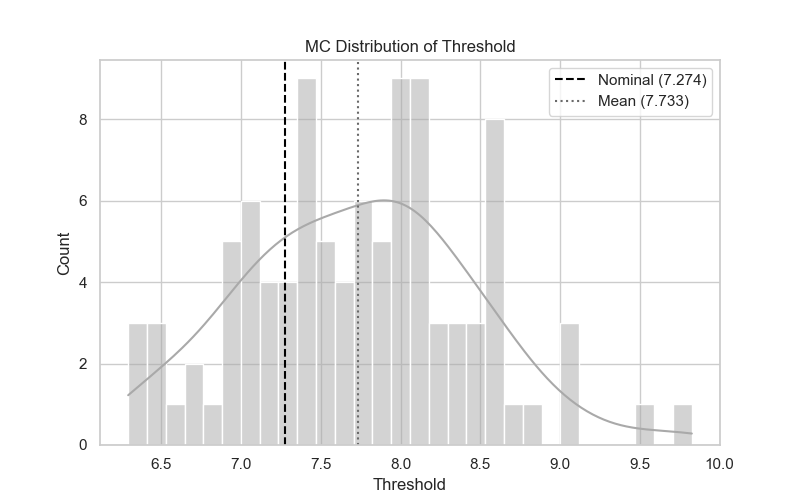 MC Distribution of Threshold
Nominal (7.274)
Mean (7.733)
Count
8
6
4
2
0
6.5 7.0 7.5 8.0 8.5 9.0 9.5 10.0
Threshold